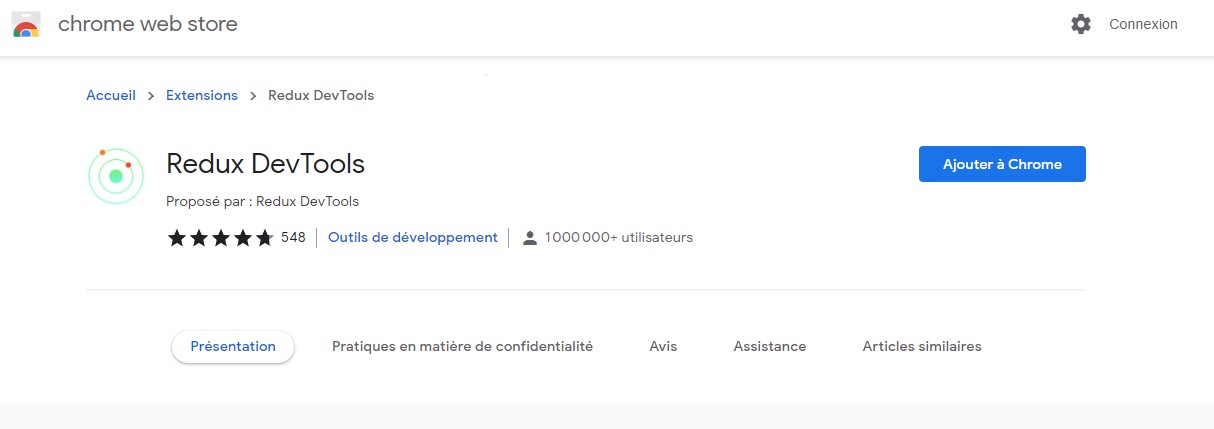 chrome web store
Connexion
Accueil > Extensions > Redux DevTools
Redux DevTools
Ajouter à Chrome
Proposé par : Redux DevTools
548 | Outils de développement | 1 000 000+ utilisateurs
Présentation
Pratiques en matière de confidentialité
Avis
Assistance
Articles similaires